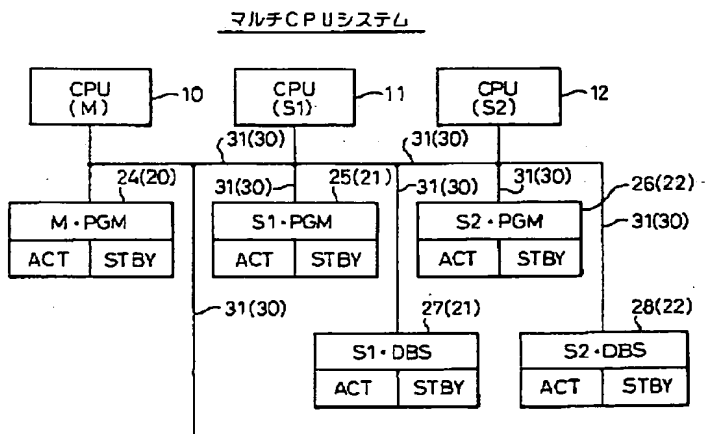 マルチCPUシステム
CPU
(M)
10
CPU
(S1)
11
CPU
(S2)
12
31(30)
31(30)
24(20)
31(30)
25(21)
31(30)
31(30)
26(22)
31(30)
M・PGM
ACT
STBY
S1・PGM
ACT
STBY
S2・PGM
ACT
STBY
31(30)
27(21)
28(22)
S1・DBS
ACT
STBY
S2・DBS
ACT
STBY